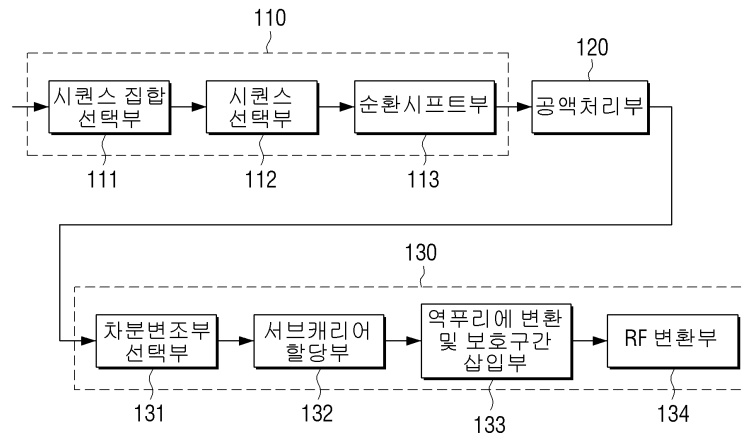 110
120
시퀀스 집합
선택부
시퀀스
선택부
순환시프트부
공액처리부
111
112
113
130
차분변조부
선택부
서브캐리어
할당부
역푸리에 변환
및 보호구간
삽입부
RF 변환부
131
132
133
134